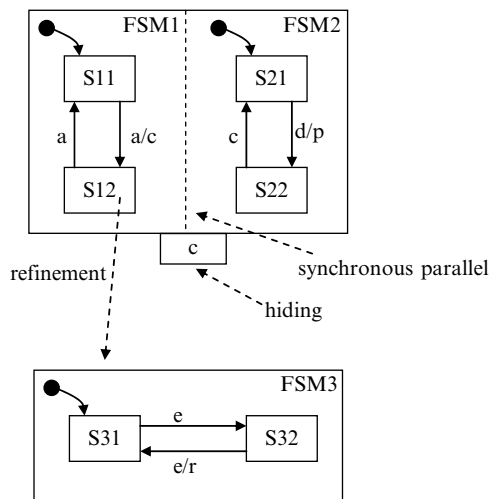 FSM1
FSM2
S11
S21
a
a/c
c
d/p
S12
S22
c
refinement
synchronous parallel
hiding
FSM3
S31
e
S32
e/r